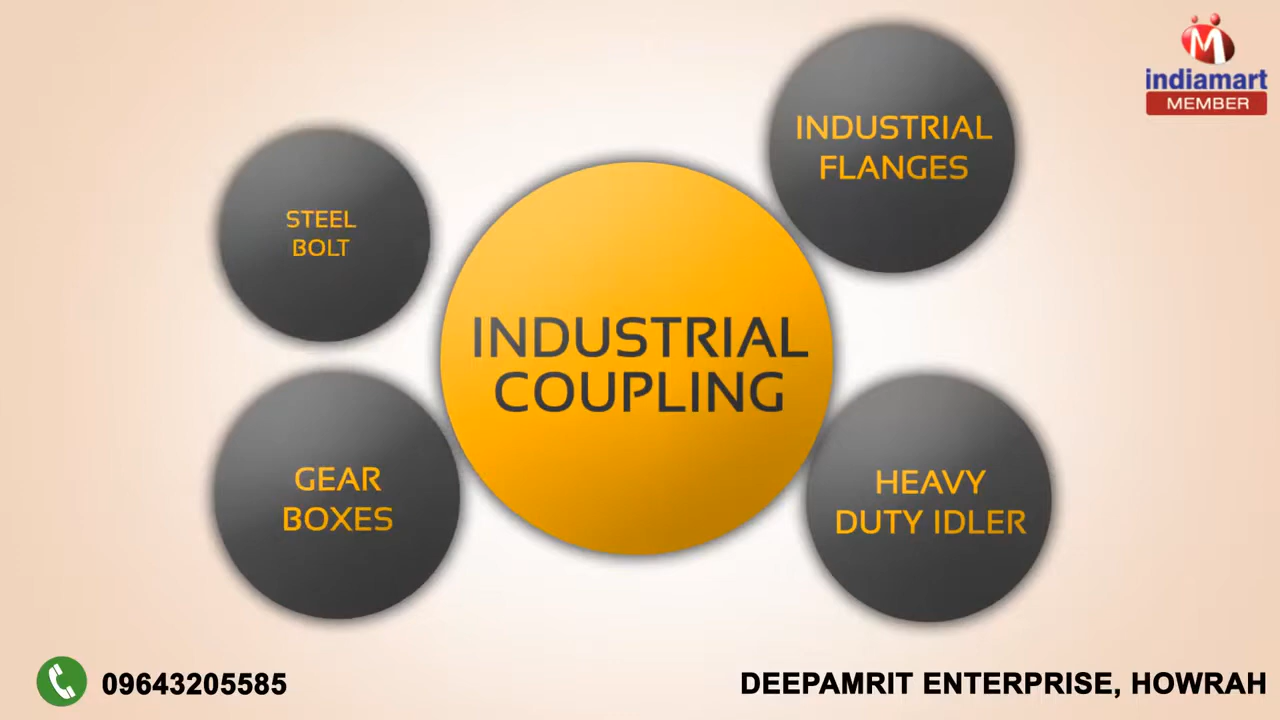 indiamart
MEMBER
INDUSTRIAL
FLANGES
STEEL
BOLT
INDUSTRIAL
COUPLING
GEAR
BOXES
HEAVY
DUTY IDLER
09643205585
DEEPAMRIT ENTERPRISE, HOWRAH